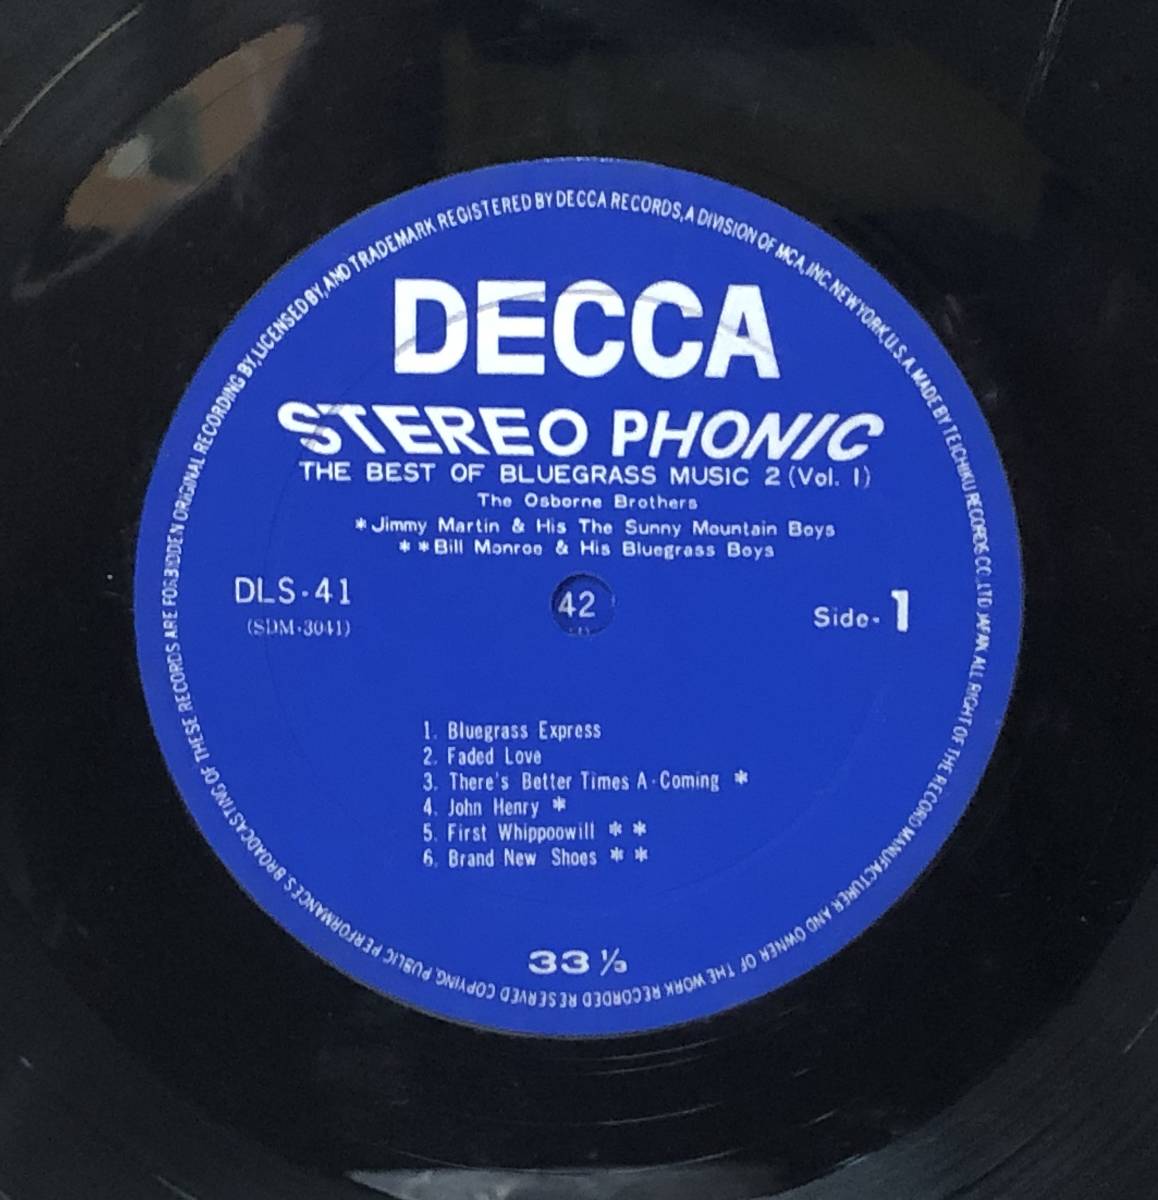 ORIGINAL RECORDING BY, LICENSED BY, AND TRADEMARK REGISTERED BY DECCA RECORDS, A DIVISION OF MCA, INC. NEW YORK, U.S.A. MADE BY TEICHIKU RECORDS CO., LTD. JAPAN. ALL RIGHT OF THE RECORD MANUFACTURER AND OWNER OF THE WORK RECORDED RESERVED COPYING, PUBLIC PERFORMANCES BROADCASTING OF THESE RECORDS ARE FORBIDDEN
DECCA
STEREO PHONIC
THE BEST OF BLUEGRASS MUSIC 2 (Vol. 1)
The Osborne Brothers
*Jimmy Martin & His The Sunny Mountain Boys
**Bill Monroe & His Bluegrass Boys
DLS-41
(SDM-3041)
42
Side-1
1. Bluegrass Express
2. Faded Love
3. There's Better Times A-Coming *
4. John Henry *
5. First Whippoowill * *
6. Brand New Shoes * *
33 ⅓